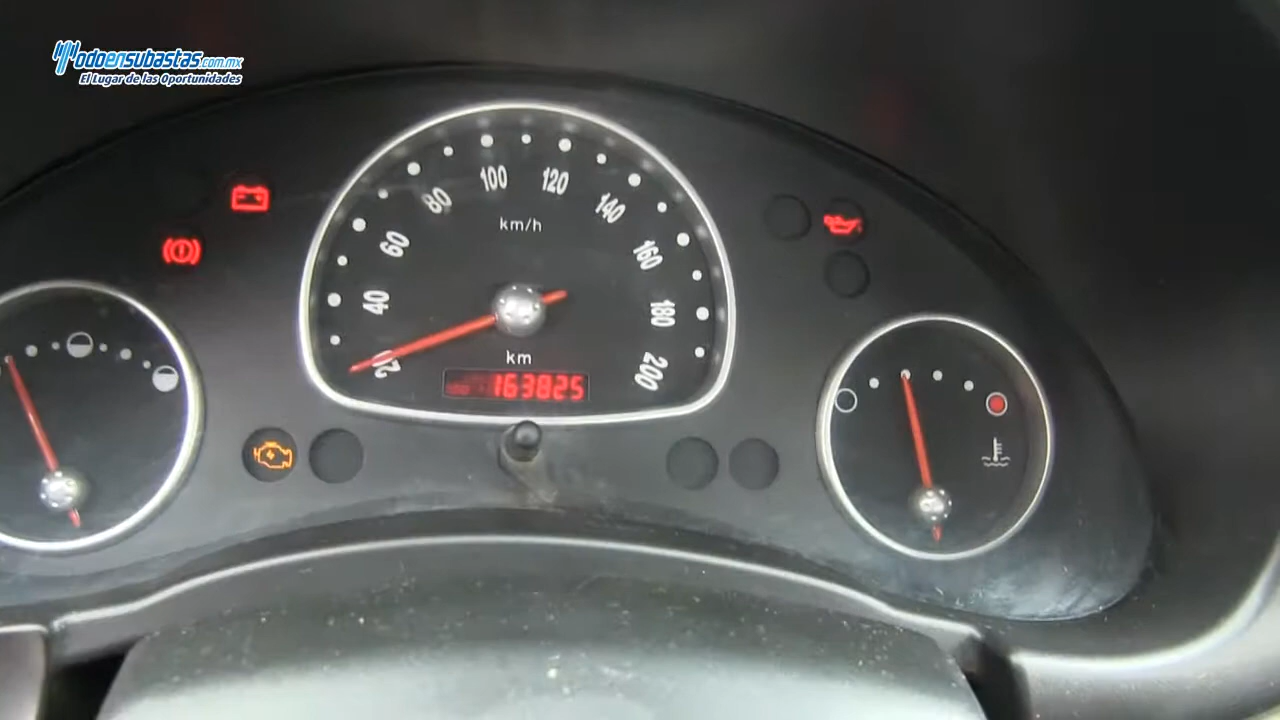 todoensubastas.com.mx
El Lugar de las Oportunidades
20
40
60
80
100
120
140
160
180
200
km/h
km
163825